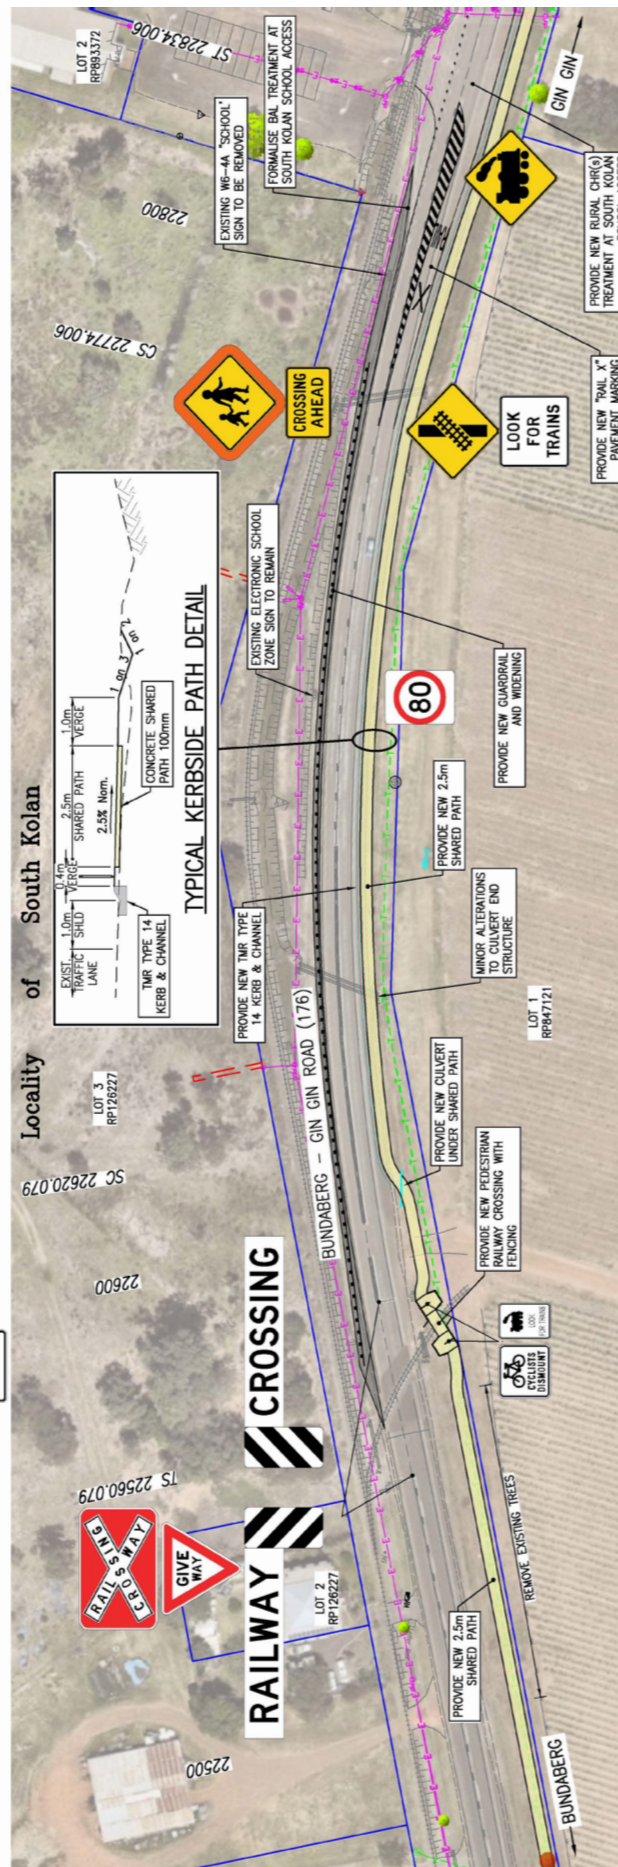 Locality of South Kolan
LOT 2
RP893372
ST 22834.006
22800
CS 22774.006
EXISTING W6-4A "SCHOOL"
SIGN TO BE REMOVED
FORMALISE BAL TREATMENT AT
SOUTH KOLAN SCHOOL ACCESS
GIN GIN
PROVIDE NEW RURAL CHR(s)
TREATMENT AT SOUTH KOLAN
PROVIDE NEW "RAIL X"
PAVEMENT MARKING
CROSSING
AHEAD
LOOK
FOR
TRAINS
EXISTING ELECTRONIC SCHOOL
ZONE SIGN TO REMAIN
80
PROVIDE NEW GUARDRAIL
AND WIDENING
EXIST.
TRAFFIC
LANE
1.0m
SHLD
0.4m
VERGE
2.5m
SHARED PATH
1.0m
VERGE
2.5% Nom.
1 on 3
1 on 2
TMR TYPE 14
KERB & CHANNEL
CONCRETE SHARED
PATH 100mm
TYPICAL KERBSIDE PATH DETAIL
PROVIDE NEW TMR TYPE
14 KERB & CHANNEL
PROVIDE NEW 2.5m
SHARED PATH
MINOR ALTERATIONS
TO CULVERT END
STRUCTURE
LOT 1
RP847121
LOT 3
RP126227
BUNDABERG - GIN GIN ROAD (176)
SC 22620.079
22600
PROVIDE NEW CULVERT
UNDER SHARED PATH
PROVIDE NEW PEDESTRIAN
RAILWAY CROSSING WITH
FENCING
LOOK
FOR TRAINS
CYCLISTS
DISMOUNT
RAILWAY CROSSING
TS 22560.079
RAILWAY
CROSSING
GIVE
WAY
LOT 2
RP126227
22500
REMOVE EXISTING TREES
PROVIDE NEW 2.5m
SHARED PATH
BUNDABERG